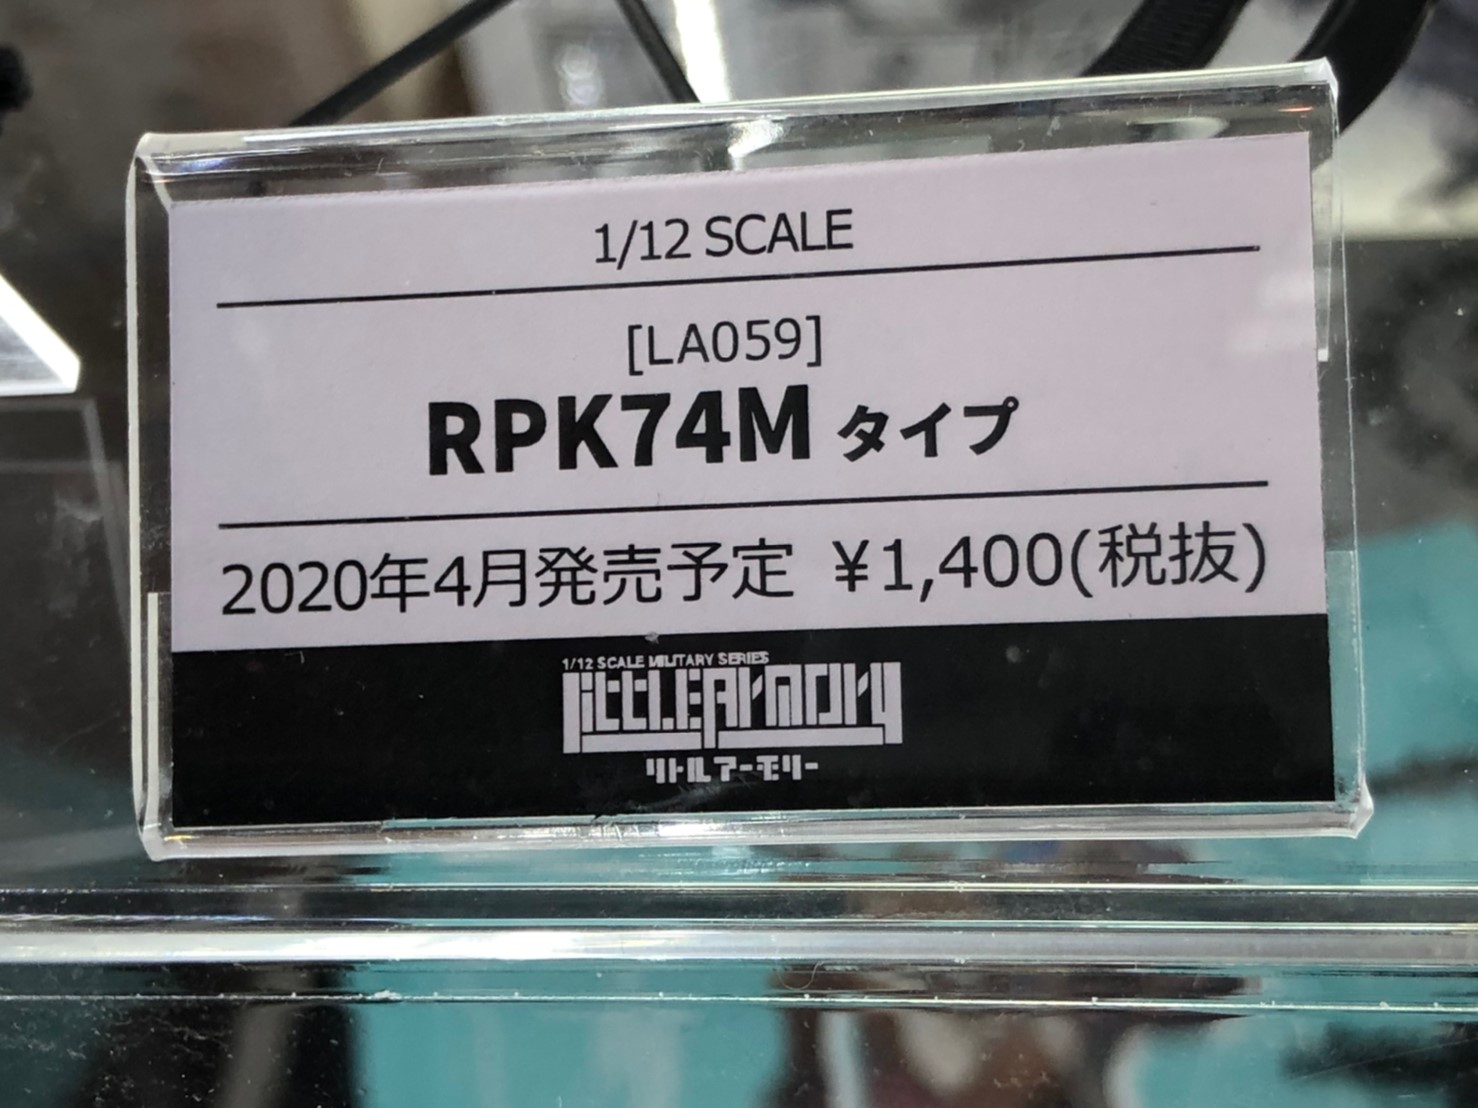 1/12 SCALE
[LA059]
RPK74M タイプ
2020年4月発売予定 ¥1,400(税抜)
1/12 SCALE MILITARY SERIES
LittLEArmory
リトルアーモリー